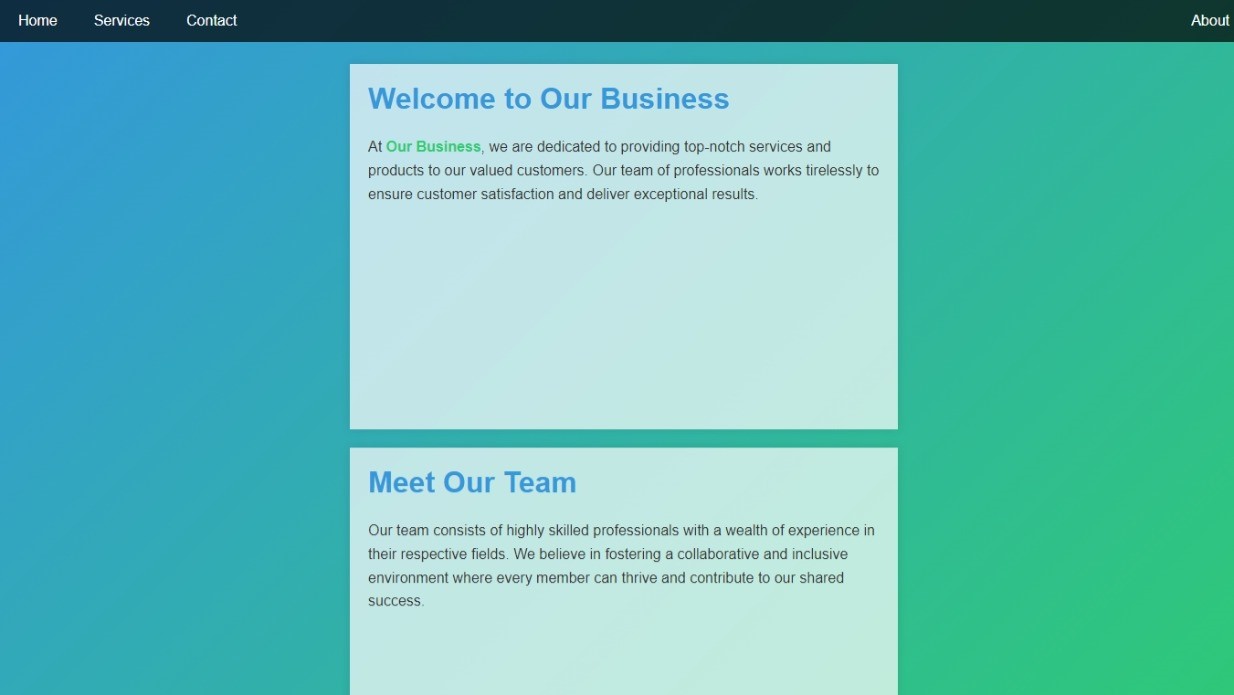 Home Services Contact About
Welcome to Our Business
At Our Business, we are dedicated to providing top-notch services and
products to our valued customers. Our team of professionals works tirelessly to
ensure customer satisfaction and deliver exceptional results.
Meet Our Team
Our team consists of highly skilled professionals with a wealth of experience in
their respective fields. We believe in fostering a collaborative and inclusive
environment where every member can thrive and contribute to our shared
success.